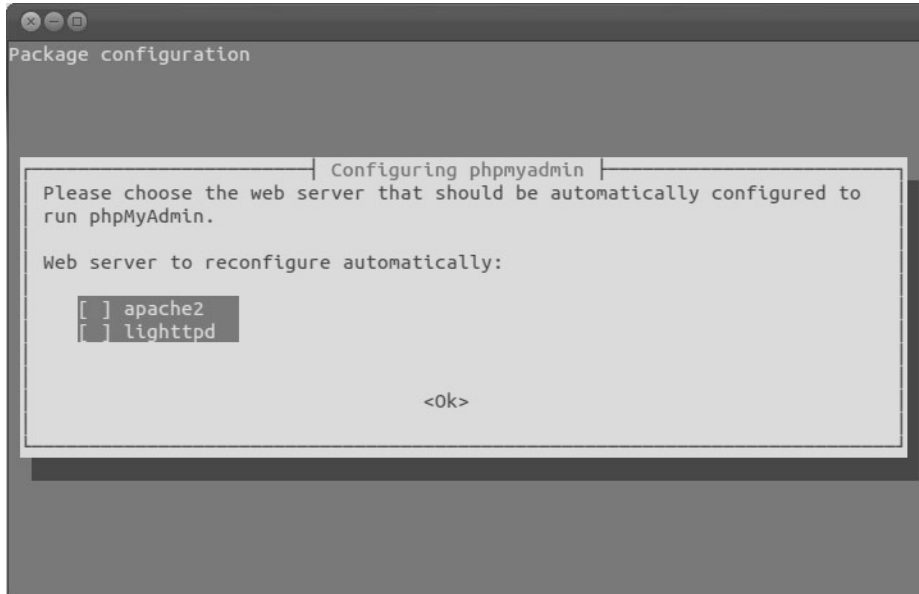 Package configuration
Configuring phpmyadmin
Please choose the web server that should be automatically configured to
run phpMyAdmin.
Web server to reconfigure automatically:
[ ] apache2
[ ] lighttpd
<Ok>